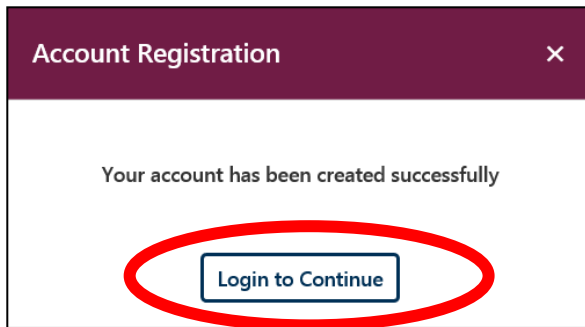 Account Registration
Your account has been created successfully
Login to Continue